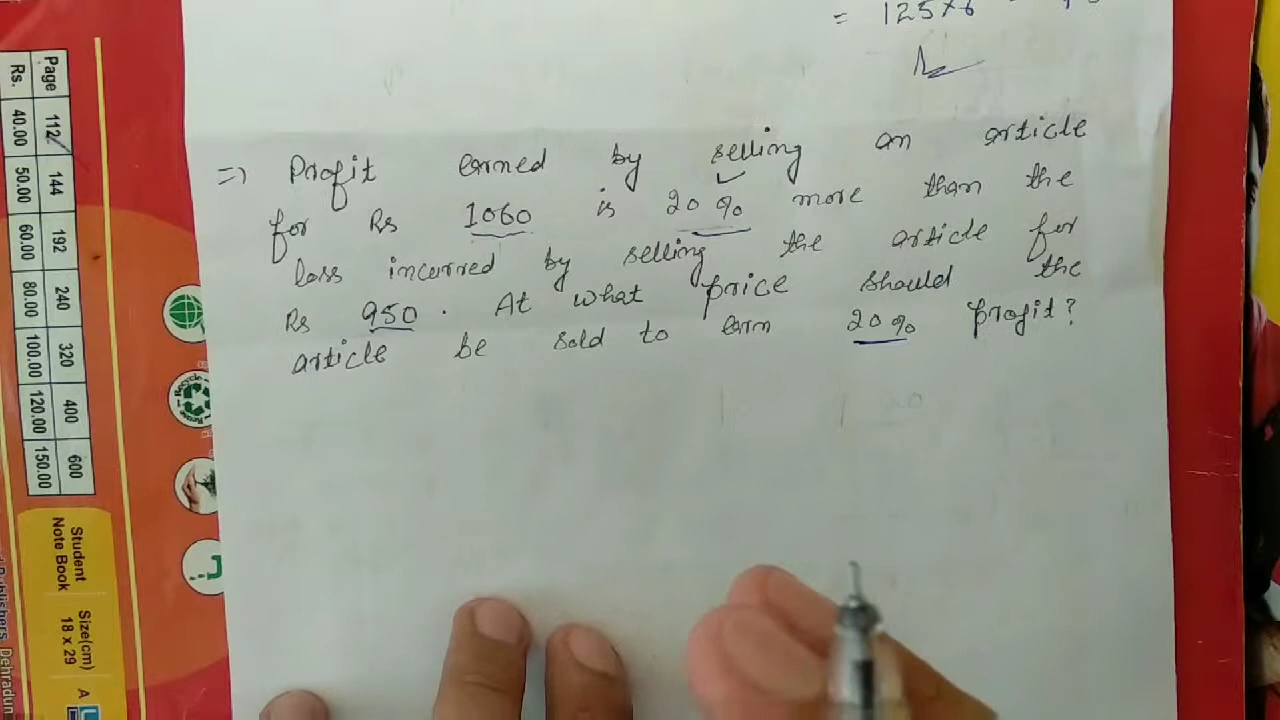 = 125×6
⇒ Profit earned by selling an article
for Rs 1060 is 20% more than the
loss incurred by selling the article for
Rs 950. At what price should the
article be sold to earn 20% profit?
Page 112 144 192 240 320 400 600
Rs. 40.00 50.00 60.00 80.00 100.00 120.00 150.00
Student
Note Book
Size(cm)
18 x 29
A
Dehradun